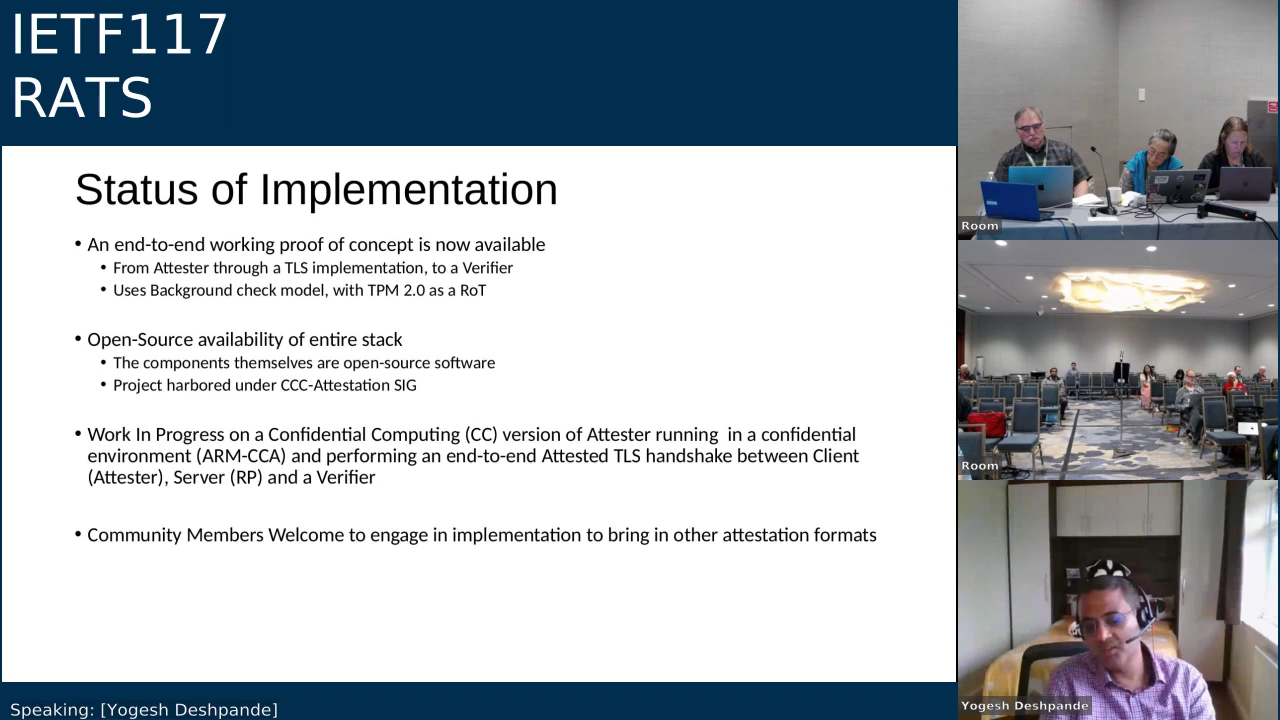 IETF117
RATS
Status of Implementation
• An end-to-end working proof of concept is now available
• From Attester through a TLS implementation, to a Verifier
• Uses Background check model, with TPM 2.0 as a RoT
• Open-Source availability of entire stack
• The components themselves are open-source software
• Project harbored under CCC-Attestation SIG
• Work In Progress on a Confidential Computing (CC) version of Attester running  in a confidential
environment (ARM-CCA) and performing an end-to-end Attested TLS handshake between Client
(Attester), Server (RP) and a Verifier
• Community Members Welcome to engage in implementation to bring in other attestation formats
Speaking: [Yogesh Deshpande]
Room
Room
Yogesh Deshpande